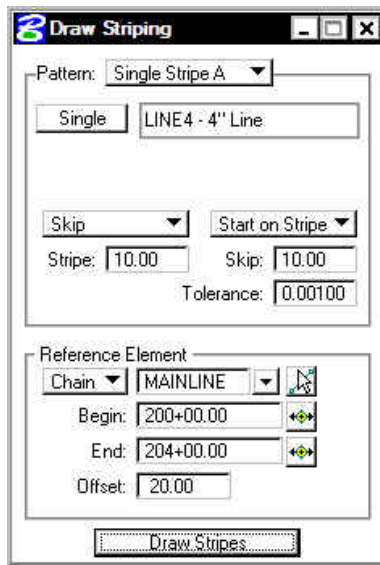 Draw Striping
Pattern: Single Stripe A
Single LINE4 - 4" Line
Skip Start on Stripe
Stripe: 10.00 Skip: 10.00
Tolerance: 0.00100
Reference Element
Chain MAINLINE
Begin: 200+00.00
End: 204+00.00
Offset: 20.00
Draw Stripes